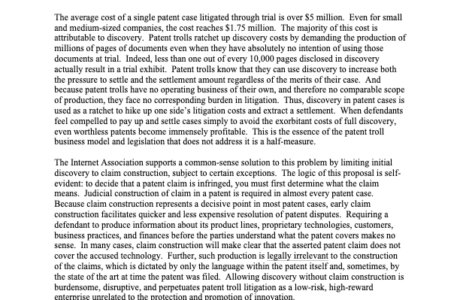 The average cost of a single patent case litigated through trial is over $5 million.  Even for small
and medium-sized companies, the cost reaches $1.75 million.  The majority of this cost is
attributable to discovery.  Patent trolls ratchet up discovery costs by demanding the production of
millions of pages of documents even when they have absolutely no intention of using those
documents at trial.  Indeed, less than one out of every 10,000 pages disclosed in discovery
actually result in a trial exhibit.  Patent trolls know that they can use discovery to increase both
the pressure to settle and the settlement amount regardless of the merits of their case.  And
because patent trolls have no operating business of their own, and therefore no comparable scope
of production, they face no corresponding burden in litigation.  Thus, discovery in patent cases is
used as a ratchet to hike up one side's litigation costs and extract a settlement.  When defendants
feel compelled to pay up and settle cases simply to avoid the exorbitant costs of full discovery,
even worthless patents become immensely profitable.  This is the essence of the patent troll
business model and legislation that does not address it is a half-measure.

The Internet Association supports a common-sense solution to this problem by limiting initial
discovery to claim construction, subject to certain exceptions.  The logic of this proposal is self-
evident: to decide that a patent claim is infringed, you must first determine what the claim
means.  Judicial construction of claim in a patent is required in almost every patent case.
Because claim construction represents a decision point in most patent cases, early claim
construction facilitates quicker and less expensive resolution of patent disputes.  Requiring a
defendant to produce information about its product lines, proprietary technologies, customers,
business practices, and finances before the parties understand what the patent covers makes no
sense.  In many cases, claim construction will make clear that the asserted patent claim does not
cover the accused technology.  Further, such production is legally irrelevant to the construction
of the claims, which is dictated by only the language within the patent itself and, sometimes, by
the state of the art at time the patent was filed.  Allowing discovery without claim construction is
burdensome, disruptive, and perpetuates patent troll litigation as a low-risk, high-reward
enterprise unrelated to the protection and promotion of innovation.